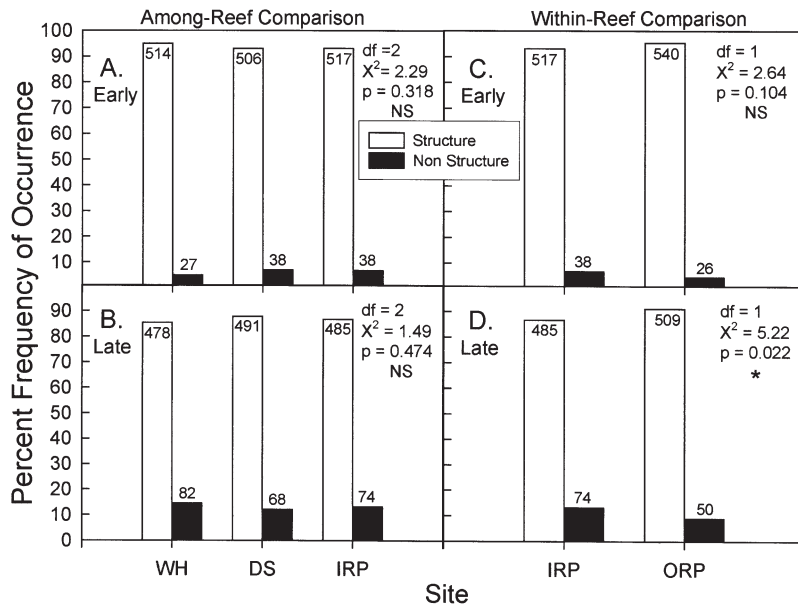 Among-Reef Comparison
Within-Reef Comparison
Percent Frequency of Occurrence
100
90
80
70
60
50
40
30
20
10
A.
Early
514
27
506
38
517
38
df = 2
X² = 2.29
p = 0.318
NS
C.
Early
517
38
540
26
df = 1
X² = 2.64
p = 0.104
NS
Structure
Non Structure
90
80
70
60
50
40
30
20
10
0
B.
Late
478
82
491
68
485
74
df = 2
X² = 1.49
p = 0.474
NS
D.
Late
485
74
509
50
df = 1
X² = 5.22
p = 0.022
*
WH
DS
IRP
IRP
ORP
Site